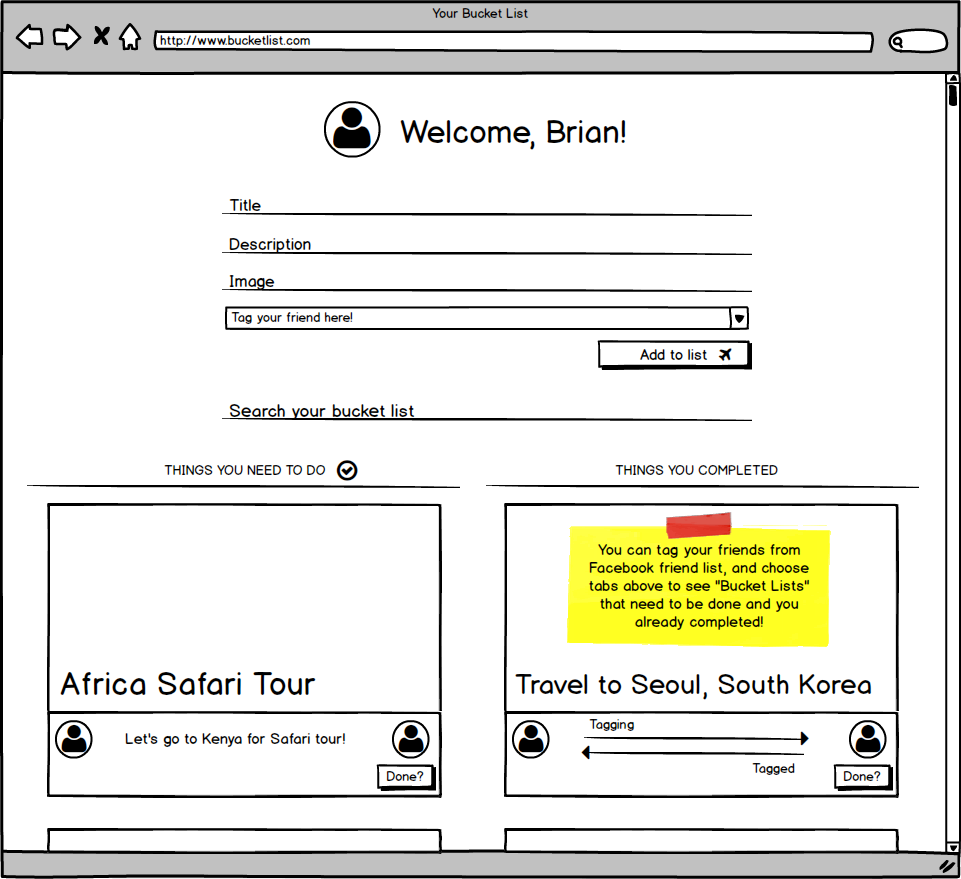 Your Bucket List
http://www.bucketlist.com
Welcome, Brian!
Title
Description
Image
Tag your friend here!
Add to list
Search your bucket list
THINGS YOU NEED TO DO
THINGS YOU COMPLETED
Africa Safari Tour
Let's go to Kenya for Safari tour!
Done?
You can tag your friends from
Facebook friend list, and choose
tabs above to see "Bucket Lists"
that need to be done and you
already completed!
Travel to Seoul, South Korea
Tagging
Tagged
Done?